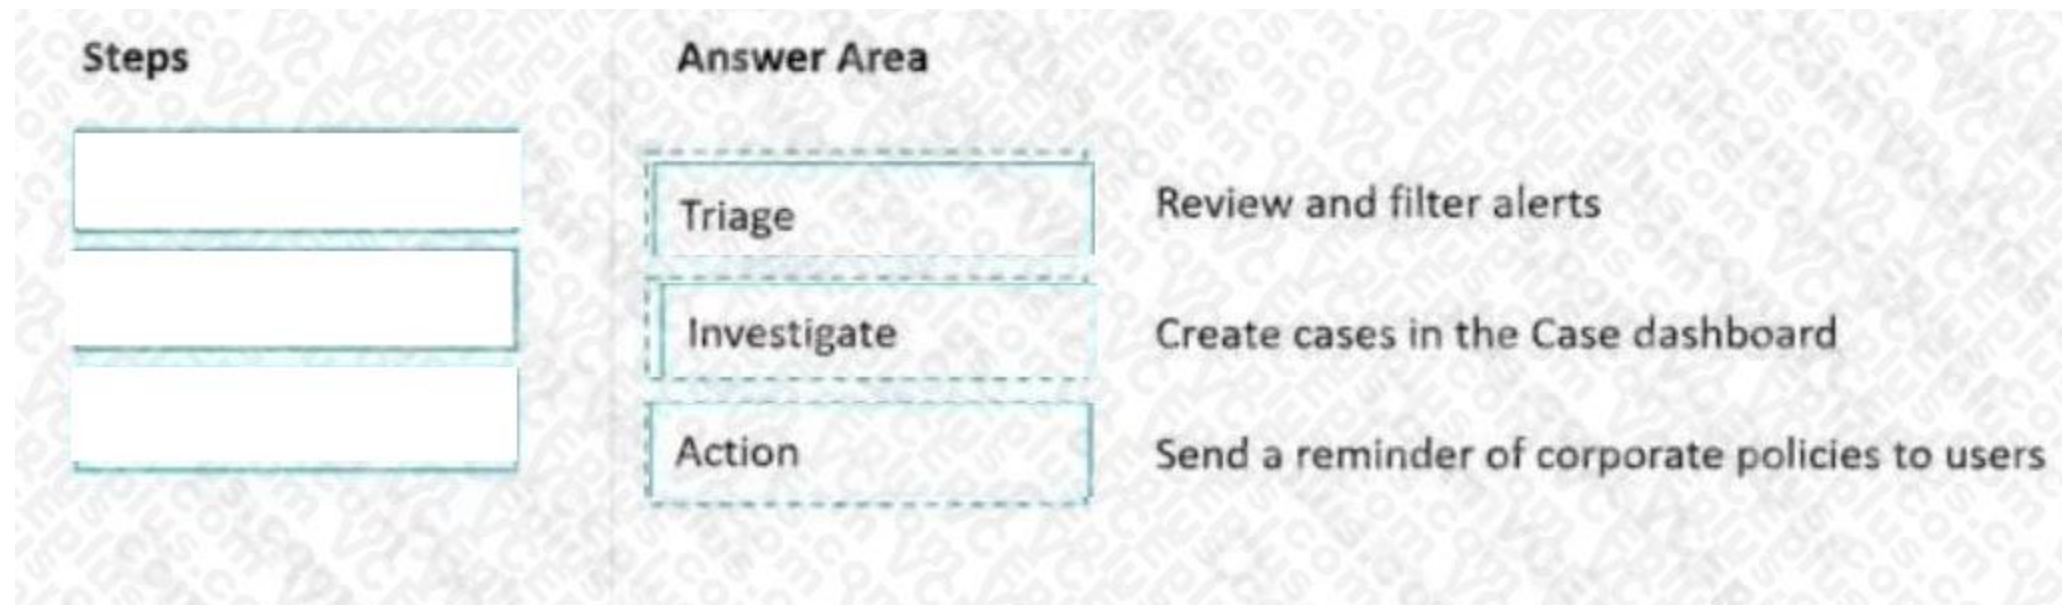 Steps
Answer Area
Triage
Review and filter alerts
Investigate
Create cases in the Case dashboard
Action
Send a reminder of corporate policies to users